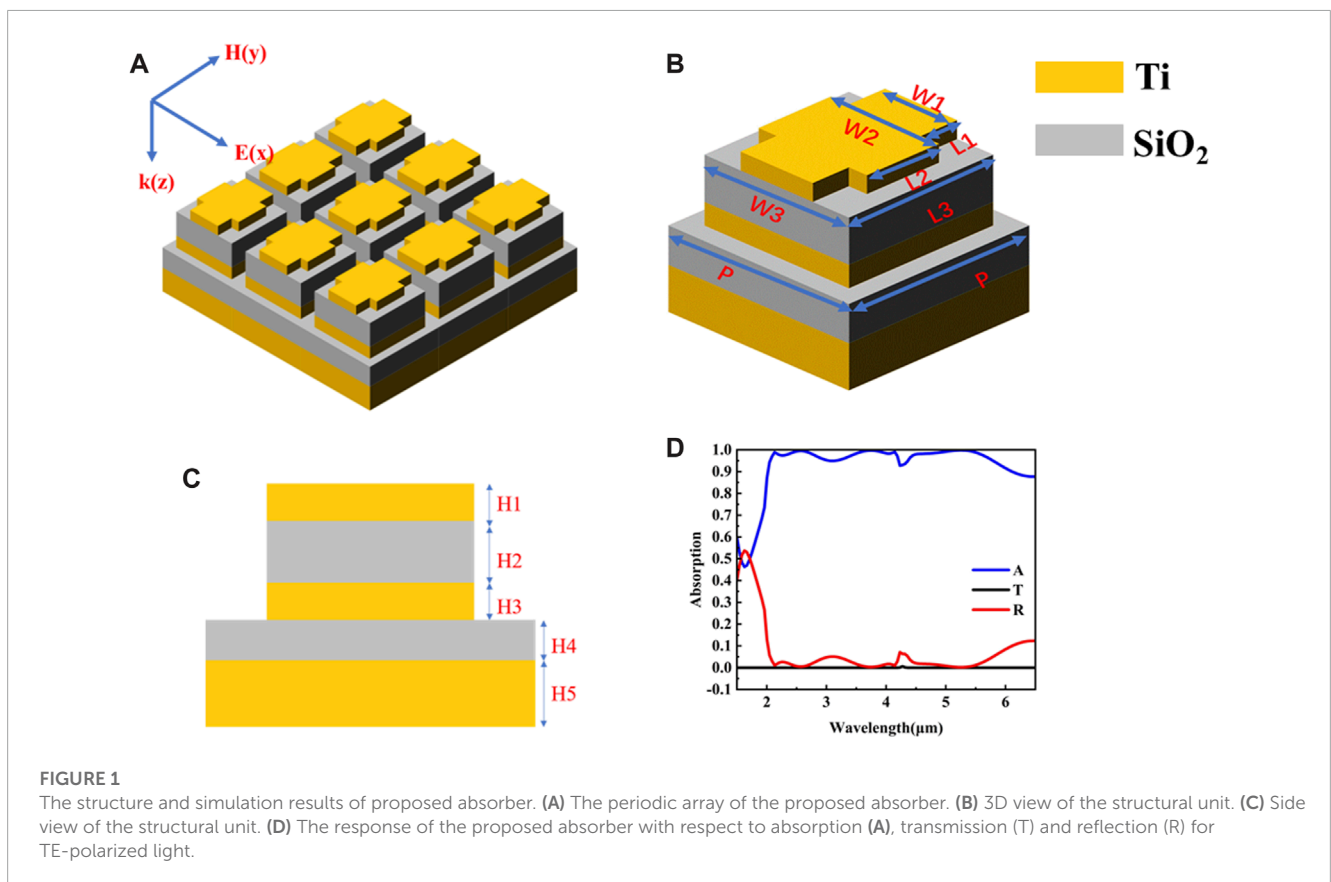 A
H(y)
E(x)
k(z)
B
W1
W2
L1
L2
W3
L3
P
P
Ti
SiO₂
C
H1
H2
H3
H4
H5
D
1.0
0.9
0.8
0.7
0.6
0.5
0.4
0.3
0.2
0.1
0.0
-0.1
Absorption
A
T
R
2 3 4 5 6
Wavelength(μm)
FIGURE 1
The structure and simulation results of proposed absorber. (A) The periodic array of the proposed absorber. (B) 3D view of the structural unit. (C) Side
view of the structural unit. (D) The response of the proposed absorber with respect to absorption (A), transmission (T) and reflection (R) for
TE-polarized light.